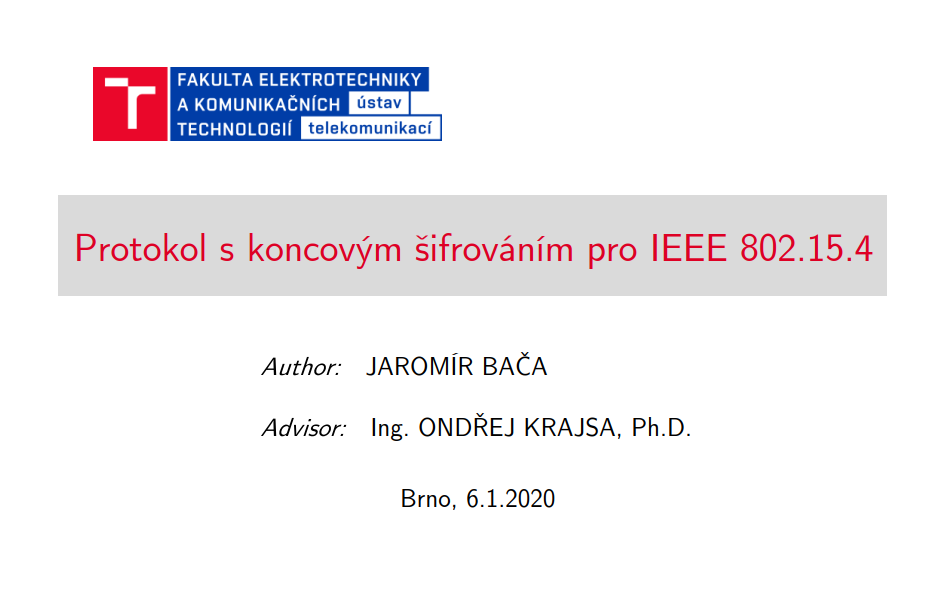 FAKULTA ELEKTROTECHNIKY
A KOMUNIKAČNÍCH ústav
TECHNOLOGIÍ telekomunikací
Protokol s koncovým šifrováním pro IEEE 802.15.4
Author: JAROMÍR BAČA
Advisor: Ing. ONDŘEJ KRAJSA, Ph.D.
Brno, 6.1.2020